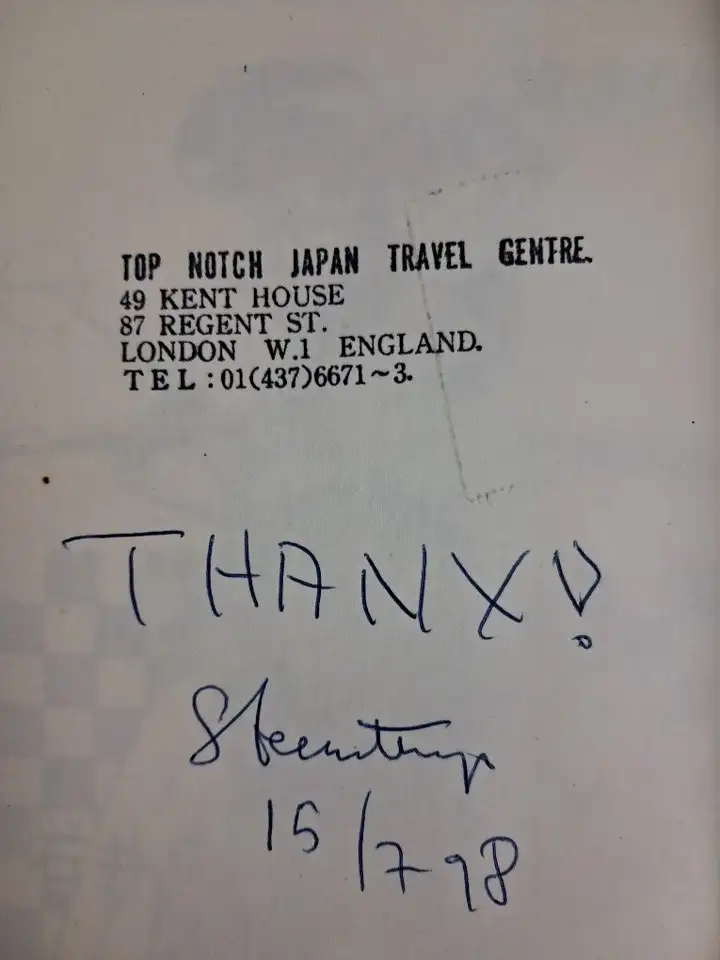 TOP NOTCH JAPAN TRAVEL CENTRE.
49 KENT HOUSE
87 REGENT ST.
LONDON W.1 ENGLAND.
TEL:01(437)6671~3.
THANX!
15/7 98